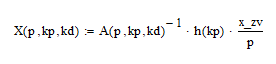 X(p,kp,kd) := A(p,kp,kd)⁻¹ · h(kp) · x_zv/p